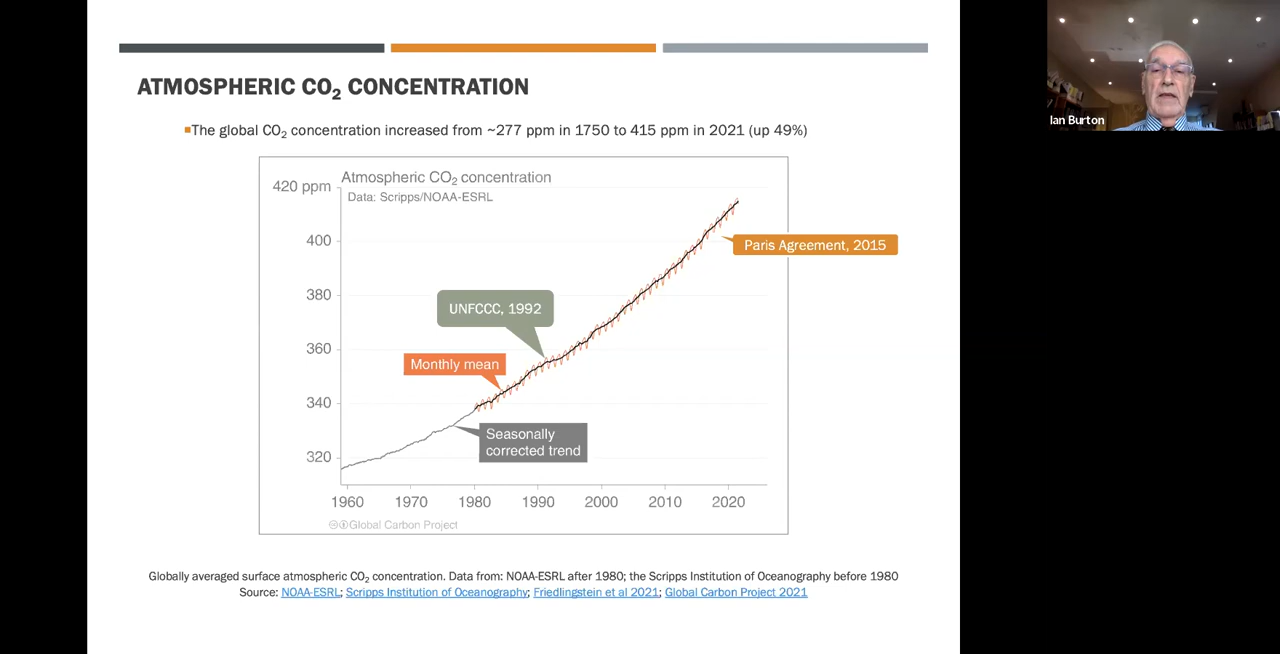 ATMOSPHERIC CO₂ CONCENTRATION
The global CO₂ concentration increased from ~277 ppm in 1750 to 415 ppm in 2021 (up 49%)
Ian Burton
Atmospheric CO₂ concentration
420 ppm
Data: Scripps/NOAA-ESRL
400
Paris Agreement, 2015
380
UNFCCC, 1992
360
Monthly mean
340
Seasonally
corrected trend
320
1960 1970 1980 1990 2000 2010 2020
Global Carbon Project
Globally averaged surface atmospheric CO₂ concentration. Data from: NOAA-ESRL after 1980; the Scripps Institution of Oceanography before 1980
Source: NOAA-ESRL; Scripps Institution of Oceanography; Friedlingstein et al 2021; Global Carbon Project 2021